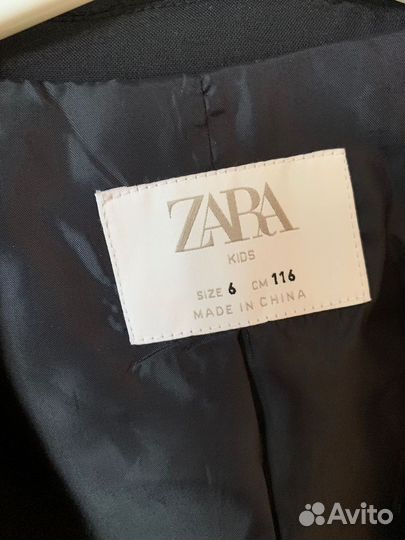 ZARA
KIDS
SIZE 6 CM 116
MADE IN CHINA
Avito